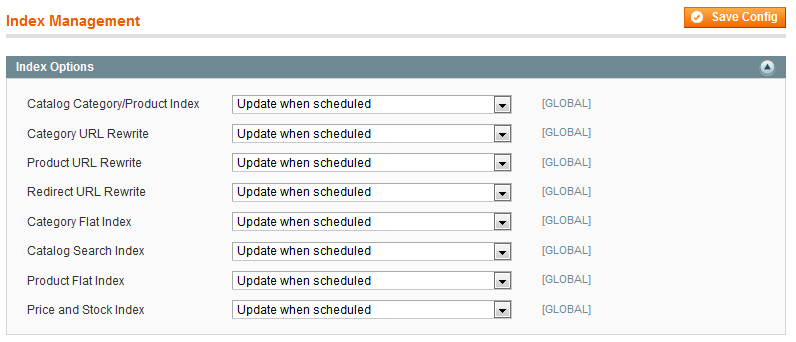 Index Management
Save Config
Index Options
Catalog Category/Product Index Update when scheduled [GLOBAL]
Category URL Rewrite Update when scheduled [GLOBAL]
Product URL Rewrite Update when scheduled [GLOBAL]
Redirect URL Rewrite Update when scheduled [GLOBAL]
Category Flat Index Update when scheduled [GLOBAL]
Catalog Search Index Update when scheduled [GLOBAL]
Product Flat Index Update when scheduled [GLOBAL]
Price and Stock Index Update when scheduled [GLOBAL]